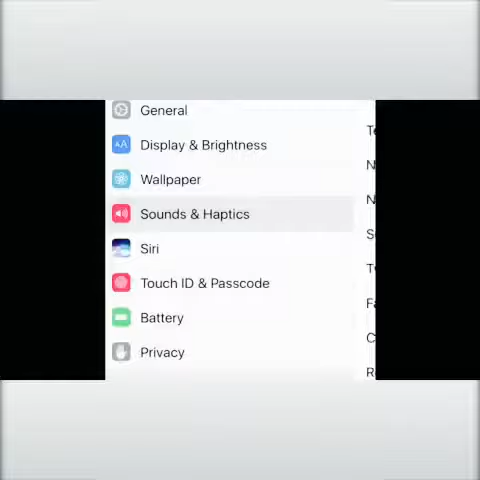 General
Display & Brightness
Wallpaper
Sounds & Haptics
Siri
Touch ID & Passcode
Battery
Privacy